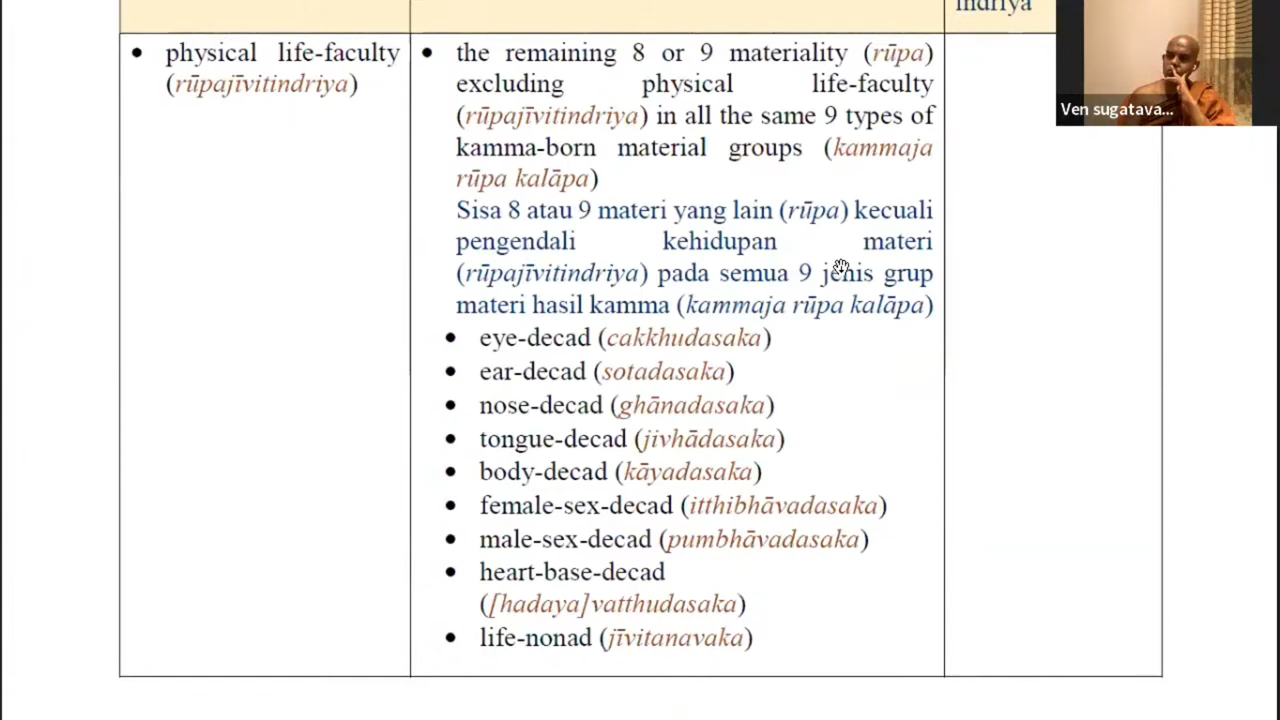 indriya
physical life-faculty
(rūpajīvitindriya)
the remaining 8 or 9 materiality (rūpa)
excluding physical life-faculty
(rūpajīvitindriya) in all the same 9 types of
kamma-born material groups (kammaja
rūpa kalāpa)
Sisa 8 atau 9 materi yang lain (rūpa) kecuali
pengendali kehidupan materi
(rūpajīvitindriya) pada semua 9 jenis grup
materi hasil kamma (kammaja rūpa kalāpa)
eye-decad (cakkhudasaka)
ear-decad (sotadasaka)
nose-decad (ghānadasaka)
tongue-decad (jivhādasaka)
body-decad (kāyadasaka)
female-sex-decad (itthibhāvadasaka)
male-sex-decad (pumbhāvadasaka)
heart-base-decad
([hadaya]vatthudasaka)
life-nonad (jīvitanavaka)
Ven sugatava...